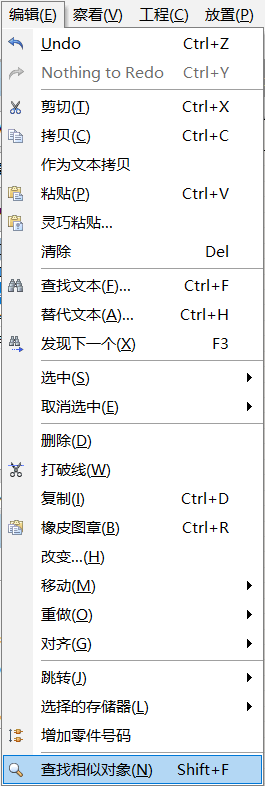 编辑(E) 察看(V) 工程(C) 放置(P)
Undo Ctrl+Z
Nothing to Redo Ctrl+Y
剪切(T) Ctrl+X
拷贝(C) Ctrl+C
作为文本拷贝
粘贴(P) Ctrl+V
灵巧粘贴...
清除 Del
查找文本(F)... Ctrl+F
替代文本(A)... Ctrl+H
发现下一个(X) F3
选中(S)
取消选中(E)
删除(D)
打破线(W)
复制(I) Ctrl+D
橡皮图章(B) Ctrl+R
改变...(H)
移动(M)
重做(O)
对齐(G)
跳转(J)
选择的存储器(L)
增加零件号码
查找相似对象(N) Shift+F